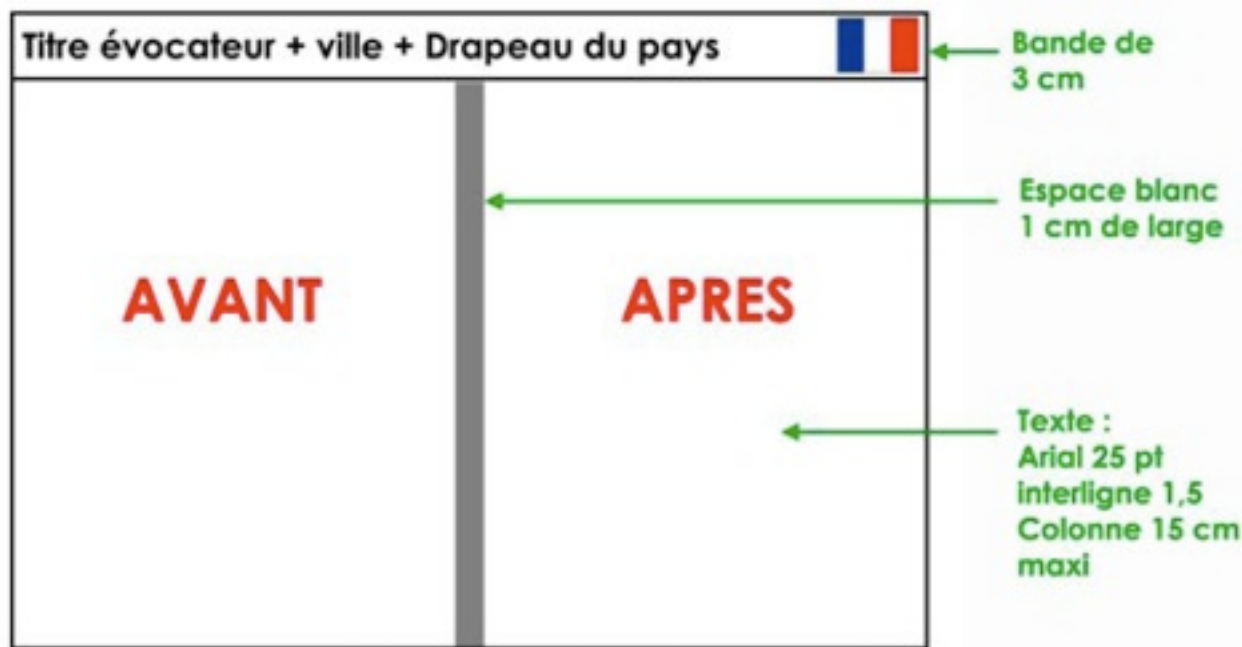 Titre évocateur + ville + Drapeau du pays
Bande de
3 cm
Espace blanc
1 cm de large
AVANT
APRES
Texte :
Arial 25 pt
interligne 1,5
Colonne 15 cm
maxi